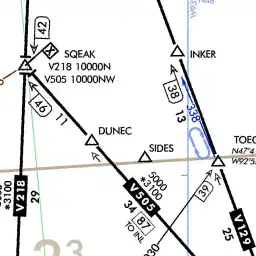 42
SQEAK
V218 10000N
V505 10000NW
INKER
46
11
38
338
13
DUNEC
SIDES
TOEC
N47°4
W92°5
5000
*3100
39
V218
*3100
29
V505
34 87
TO INL
V129
25